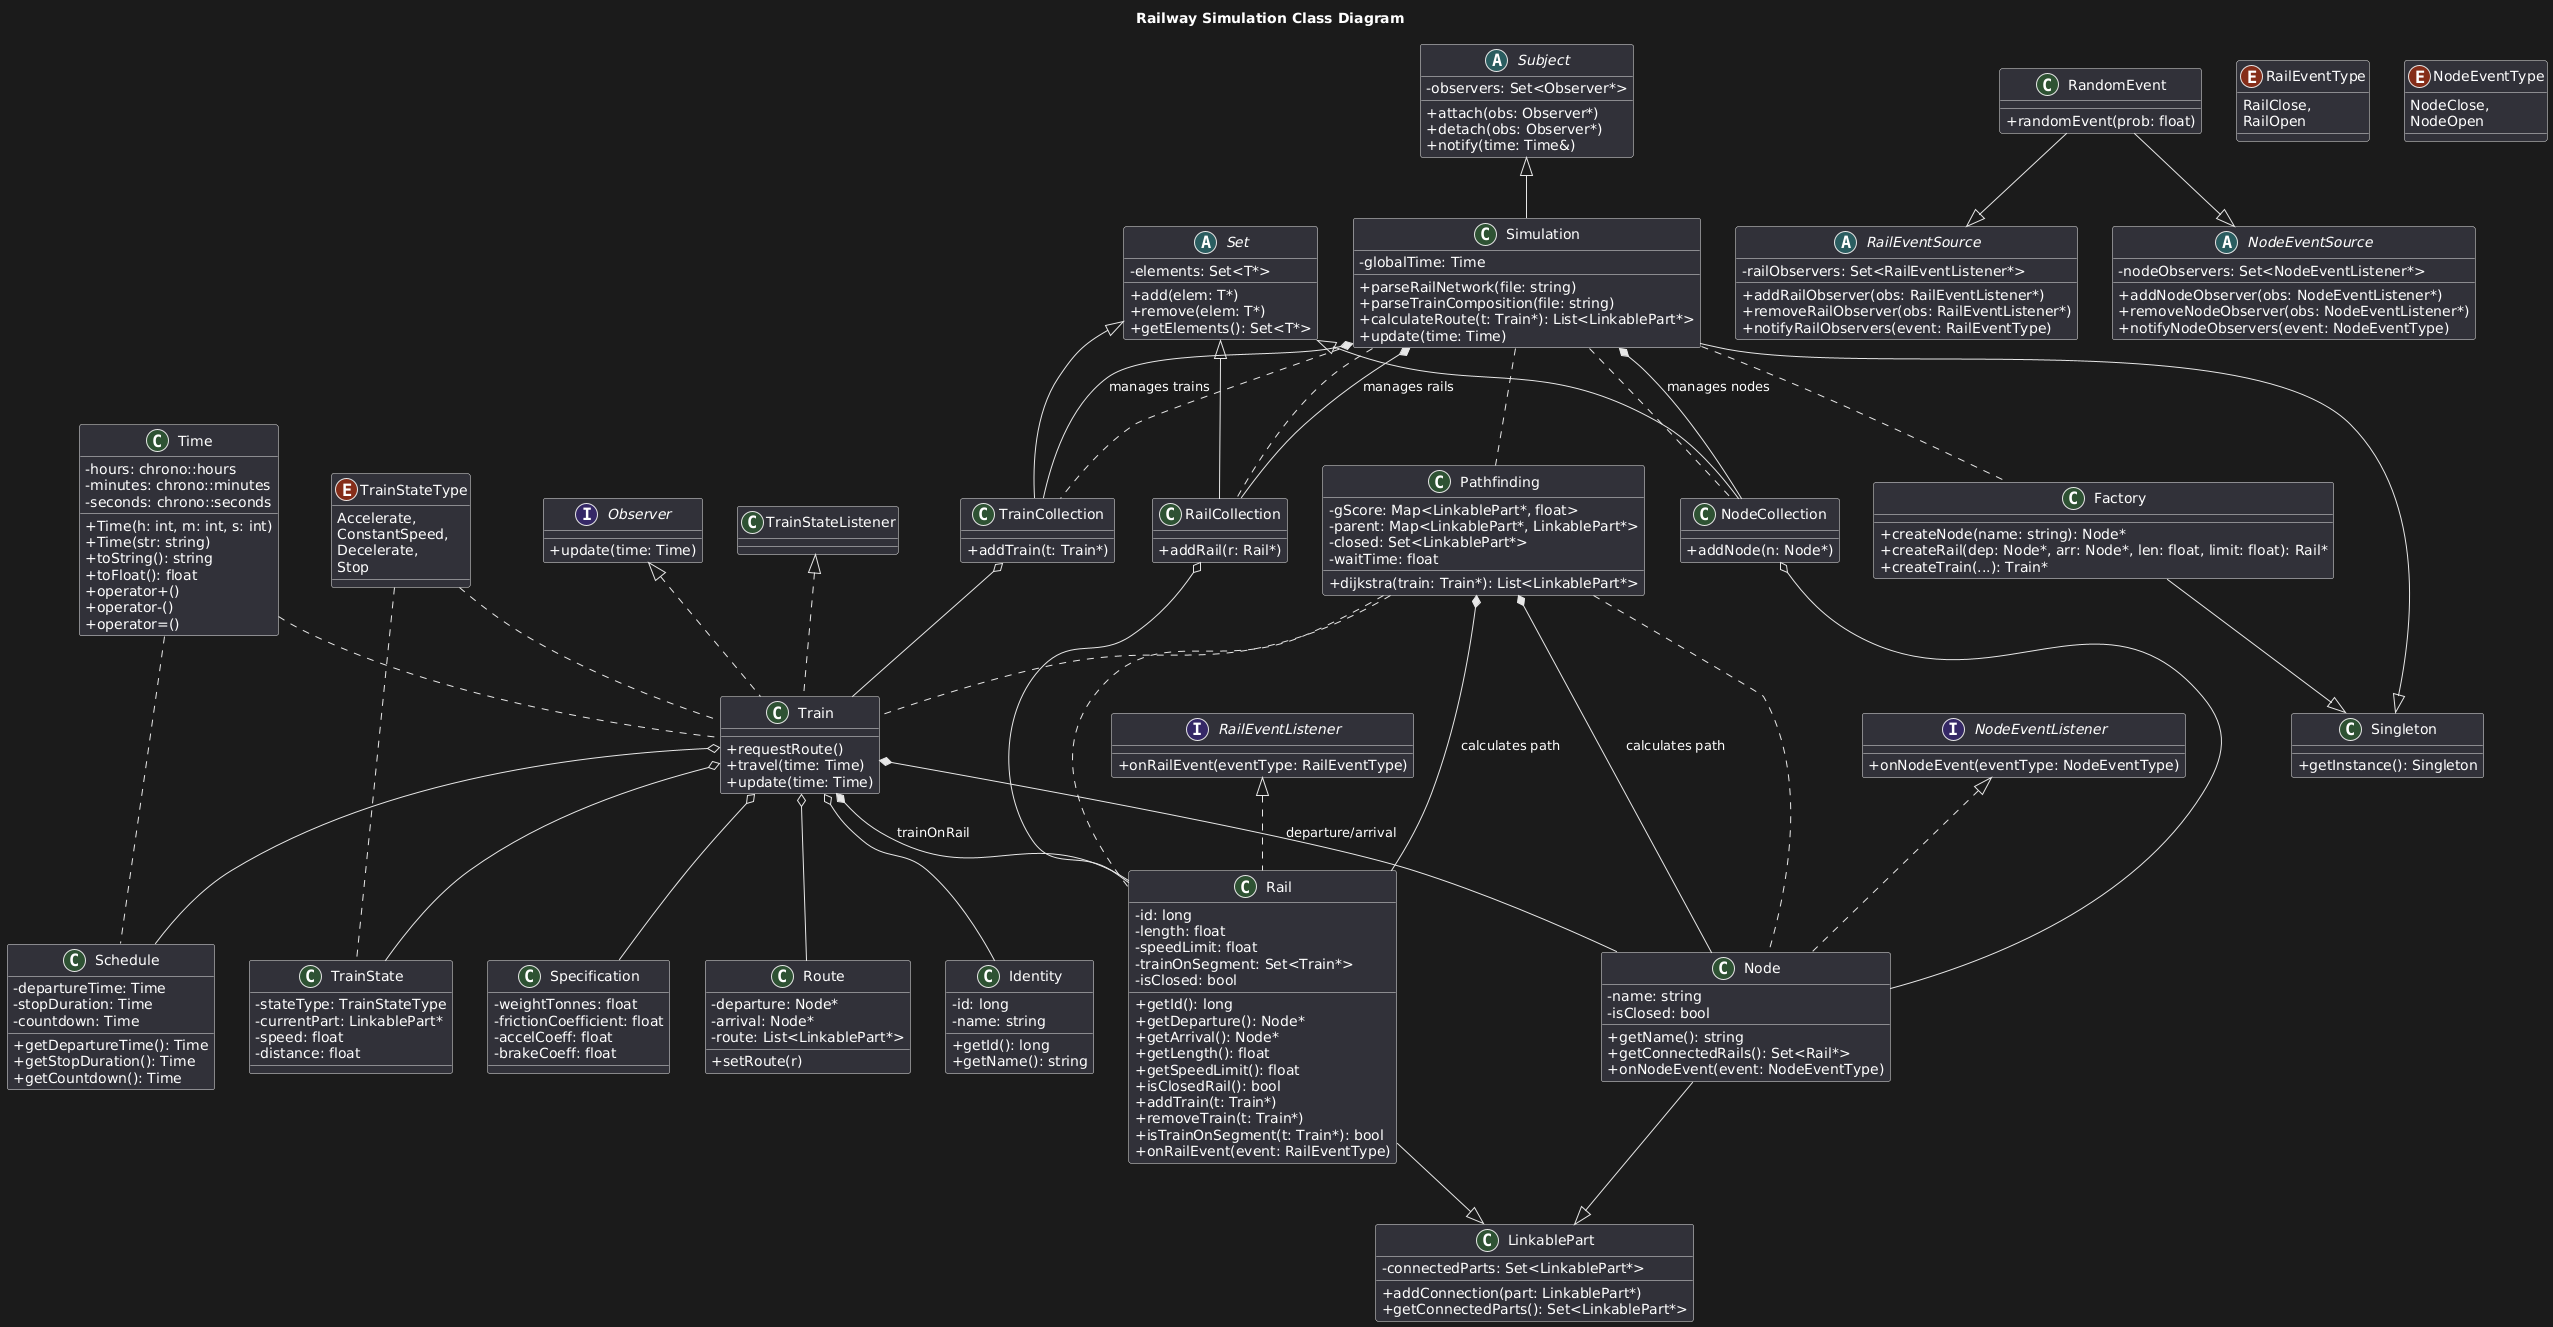 Railway Simulation Class Diagram
A Subject
-observers: Set<Observer*>
+attach(obs: Observer*)
+detach(obs: Observer*)
+notify(time: Time&)
C RandomEvent
+randomEvent(prob: float)
E RailEventType
RailClose,
RailOpen
E NodeEventType
NodeClose,
NodeOpen
A Set
-elements: Set<T*>
+add(elem: T*)
+remove(elem: T*)
+getElements(): Set<T*>
C Simulation
-globalTime: Time
+parseRailNetwork(file: string)
+parseTrainComposition(file: string)
+calculateRoute(t: Train*): List<LinkablePart*>
+update(time: Time)
A RailEventSource
-railObservers: Set<RailEventListener*>
+addRailObserver(obs: RailEventListener*)
+removeRailObserver(obs: RailEventListener*)
+notifyRailObservers(event: RailEventType)
A NodeEventSource
-nodeObservers: Set<NodeEventListener*>
+addNodeObserver(obs: NodeEventListener*)
+removeNodeObserver(obs: NodeEventListener*)
+notifyNodeObservers(event: NodeEventType)
manages trains
manages rails
manages nodes
C Time
-hours: chrono::hours
-minutes: chrono::minutes
-seconds: chrono::seconds
+Time(h: int, m: int, s: int)
+Time(str: string)
+toString(): string
+toFloat(): float
+operator+()
+operator-()
+operator=()
E TrainStateType
Accelerate,
ConstantSpeed,
Decelerate,
Stop
I Observer
+update(time: Time)
C TrainStateListener
C TrainCollection
+addTrain(t: Train*)
C RailCollection
+addRail(r: Rail*)
C Pathfinding
-gScore: Map<LinkablePart*, float>
-parent: Map<LinkablePart*, LinkablePart*>
-closed: Set<LinkablePart*>
-waitTime: float
+dijkstra(train: Train*): List<LinkablePart*>
C NodeCollection
+addNode(n: Node*)
C Factory
+createNode(name: string): Node*
+createRail(dep: Node*, arr: Node*, len: float, limit: float): Rail*
+createTrain(...): Train*
C Train
+requestRoute()
+travel(time: Time)
+update(time: Time)
I RailEventListener
+onRailEvent(eventType: RailEventType)
calculates path
calculates path
I NodeEventListener
+onNodeEvent(eventType: NodeEventType)
C Singleton
+getInstance(): Singleton
trainOnRail
departure/arrival
C Schedule
-departureTime: Time
-stopDuration: Time
-countdown: Time
+getDepartureTime(): Time
+getStopDuration(): Time
+getCountdown(): Time
C TrainState
-stateType: TrainStateType
-currentPart: LinkablePart*
-speed: float
-distance: float
C Specification
-weightTonnes: float
-frictionCoefficient: float
-accelCoeff: float
-brakeCoeff: float
C Route
-departure: Node*
-arrival: Node*
-route: List<LinkablePart*>
+setRoute(r)
C Identity
-id: long
-name: string
+getId(): long
+getName(): string
C Rail
-id: long
-length: float
-speedLimit: float
-trainOnSegment: Set<Train*>
-isClosed: bool
+getId(): long
+getDeparture(): Node*
+getArrival(): Node*
+getLength(): float
+getSpeedLimit(): float
+isClosedRail(): bool
+addTrain(t: Train*)
+removeTrain(t: Train*)
+isTrainOnSegment(t: Train*): bool
+onRailEvent(event: RailEventType)
C Node
-name: string
-isClosed: bool
+getName(): string
+getConnectedRails(): Set<Rail*>
+onNodeEvent(event: NodeEventType)
C LinkablePart
-connectedParts: Set<LinkablePart*>
+addConnection(part: LinkablePart*)
+getConnectedParts(): Set<LinkablePart*>